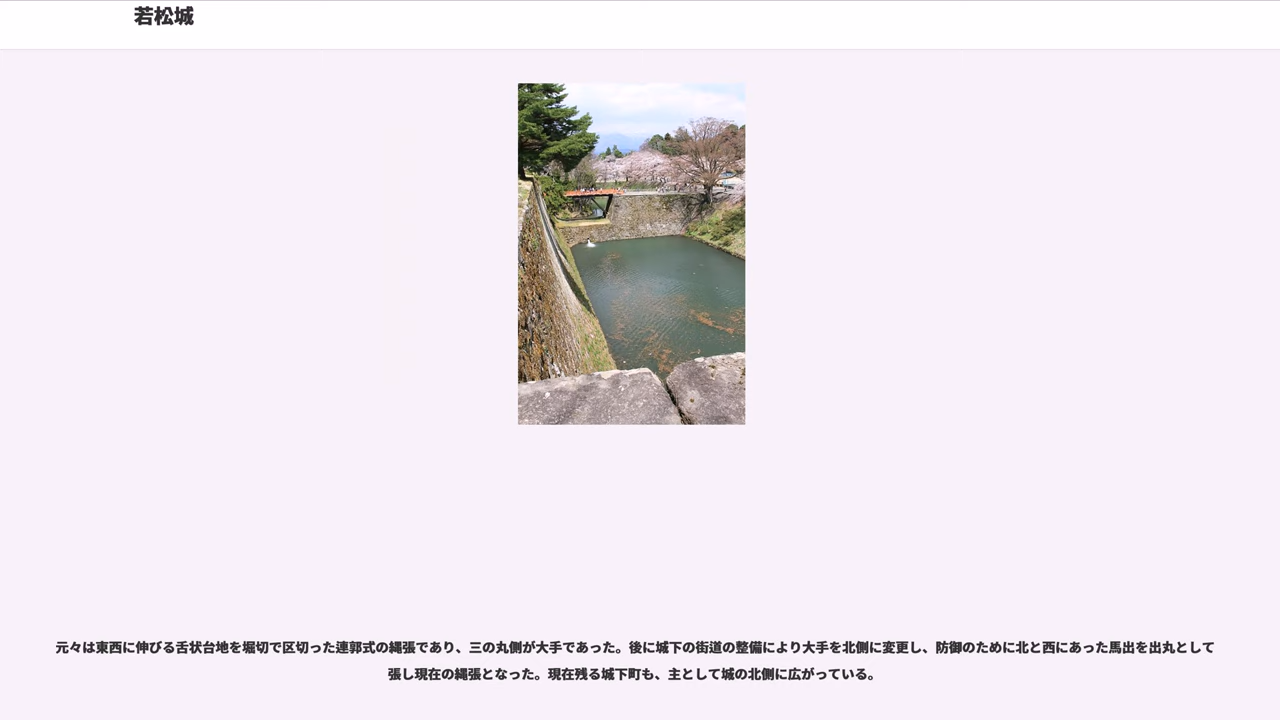 若松城
元々は東西に伸びる舌状台地を堀切で区切った連郭式の縄張であり、三の丸側が大手であった。後に城下の街道の整備により大手を北側に変更し、防御のために北と西にあった馬出を出丸として
張し現在の縄張となった。現在残る城下町も、主として城の北側に広がっている。